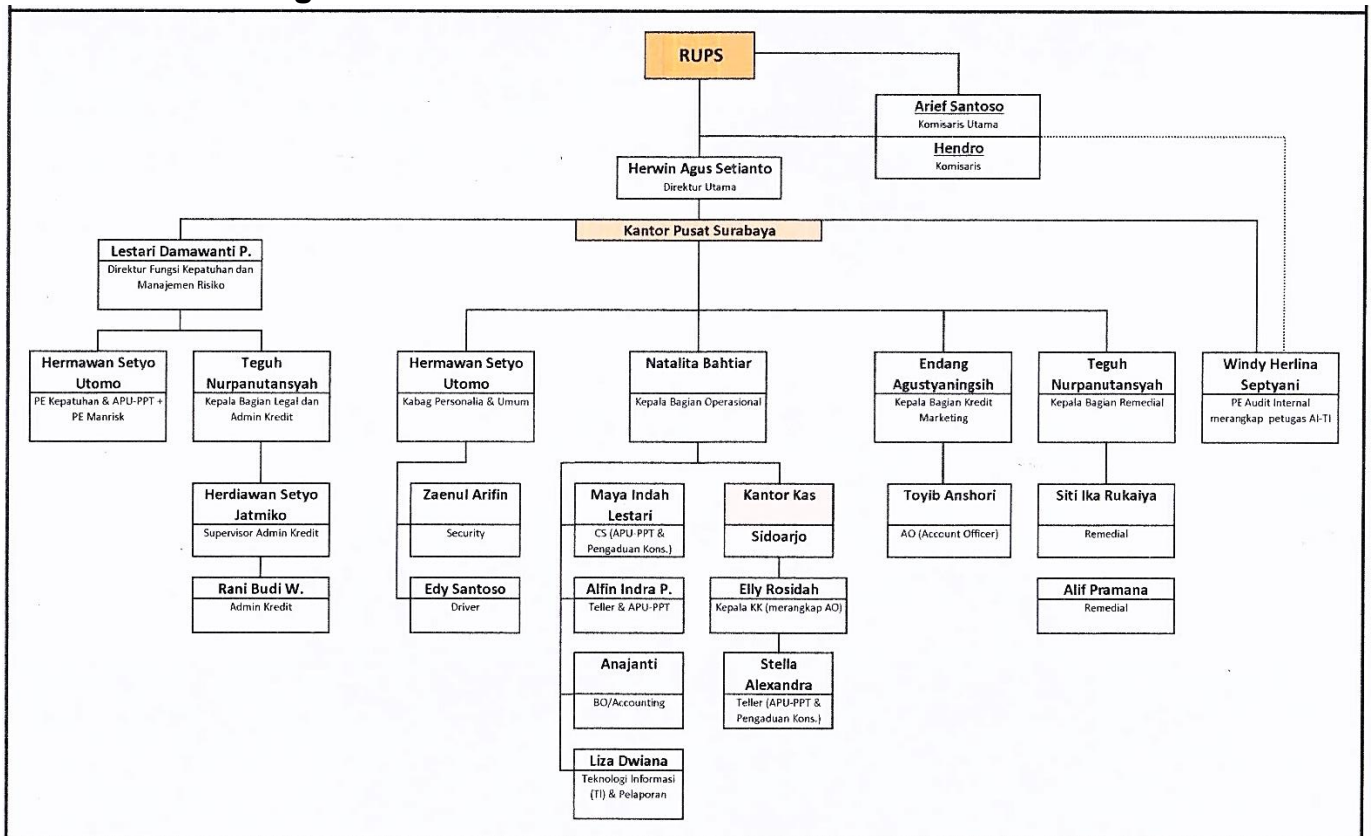 RUPS
Arief Santoso
Komisaris Utama
Hendro
Komisaris
Herwin Agus Setianto
Direktur Utama
Kantor Pusat Surabaya
Lestari Damawanti P.
Direktur Fungsi Kepatuhan dan
Manajemen Risiko
Hermawan Setyo
Utomo
PE Kepatuhan & APU-PPT +
PE Manrisk
Teguh
Nurpanutansyah
Kepala Bagian Legal dan
Admin Kredit
Hermawan Setyo
Utomo
Kabag Personalia & Umum
Natalita Bahtiar
Kepala Bagian Operasional
Endang
Agustyaningsih
Kepala Bagian Kredit
Marketing
Teguh
Nurpanutansyah
Kepala Bagian Remedial
Windy Herlina
Septyani
PE Audit Internal
merangkap petugas AI-TI
Herdiawan Setyo
Jatmiko
Supervisor Admin Kredit
Zaenul Arifin
Security
Maya Indah
Lestari
CS (APU-PPT &
Pengaduan Kons.)
Kantor Kas
Sidoarjo
Toyib Anshori
AO (Account Officer)
Siti Ika Rukaiya
Remedial
Rani Budi W.
Admin Kredit
Edy Santoso
Driver
Alfin Indra P.
Teller & APU-PPT
Elly Rosidah
Kepala KK (merangkap AO)
Alif Pramana
Remedial
Anajanti
BO/Accounting
Stella
Alexandra
Teller (APU-PPT &
Pengaduan Kons.)
Liza Dwiana
Teknologi Informasi
(TI) & Pelaporan